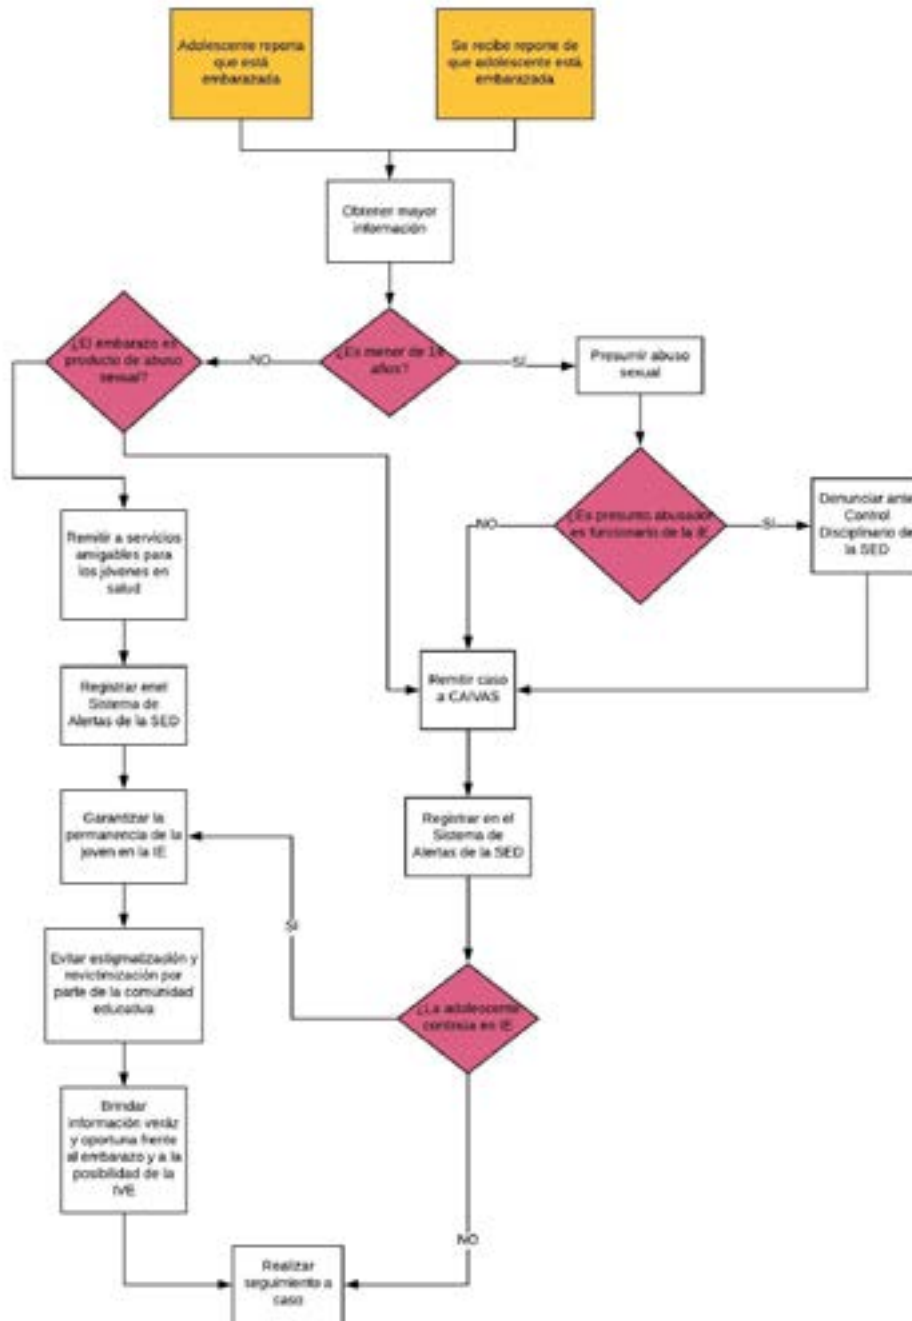 Adolescente reporta
que está
embarazada
Se recibe reporte de
que adolescente está
embarazada
Obtener mayor
información
¿El embarazo es
producto de abuso
sexual?
NO
¿Es menor de
años?
SI
Presumir abuso
sexual
Remitir a servicios
amigables para
los jóvenes en
salud
NO
¿Es presunto abusador
es funcionario de la IE
SI
Denunciar ante
Control
Disciplinario de
la SED
Registrar enel
Sistema de
Alertas de la SED
Remitir caso
a CAIVAS
Garantizar la
permanencia de la
joven en la IE
Registrar en el
Sistema de
Alertas de la SED
SI
Evitar estigmatización y
revictimización por
parte de la comunidad
educativa
¿La adolescente
continúa en IE
Brindar
información veráz
y oportuna frente
al embarazo y a la
posibilidad de la
IVE
NO
Realizar
seguimiento a
caso